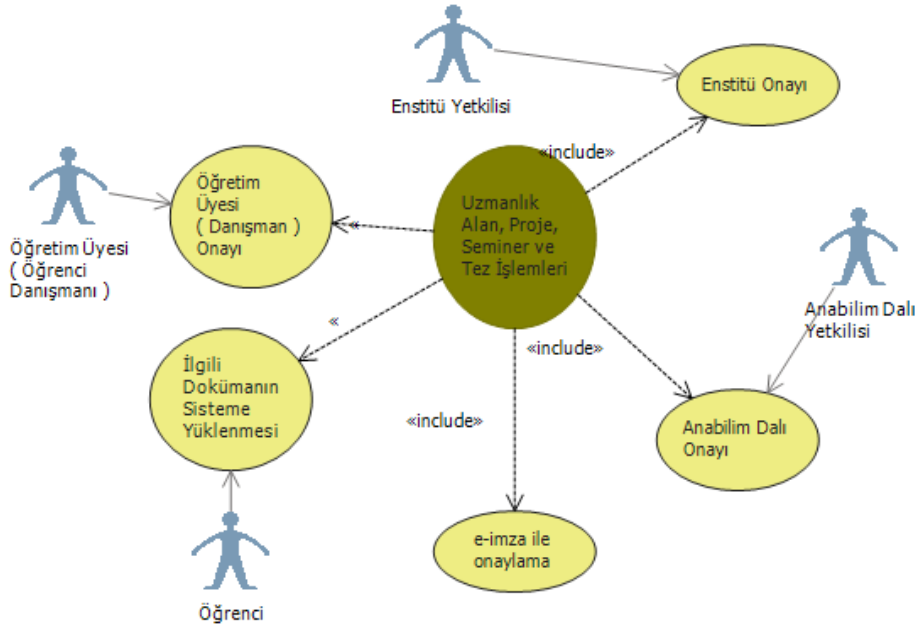 Enstitü Yetkilisi
Enstitü Onayı
«include»
Öğretim
Üyesi
( Danışman )
Onayı
«
Uzmanlık
Alan, Proje,
Seminer ve
Tez İşlemleri
Öğretim Üyesi
( Öğrenci
Danışmanı )
Anabilim Dalı
Yetkilisi
«
«include»
İlgili
Dokümanın
Sisteme
Yüklenmesi
«include»
Anabilim Dalı
Onayı
e-imza ile
onaylama
Öğrenci